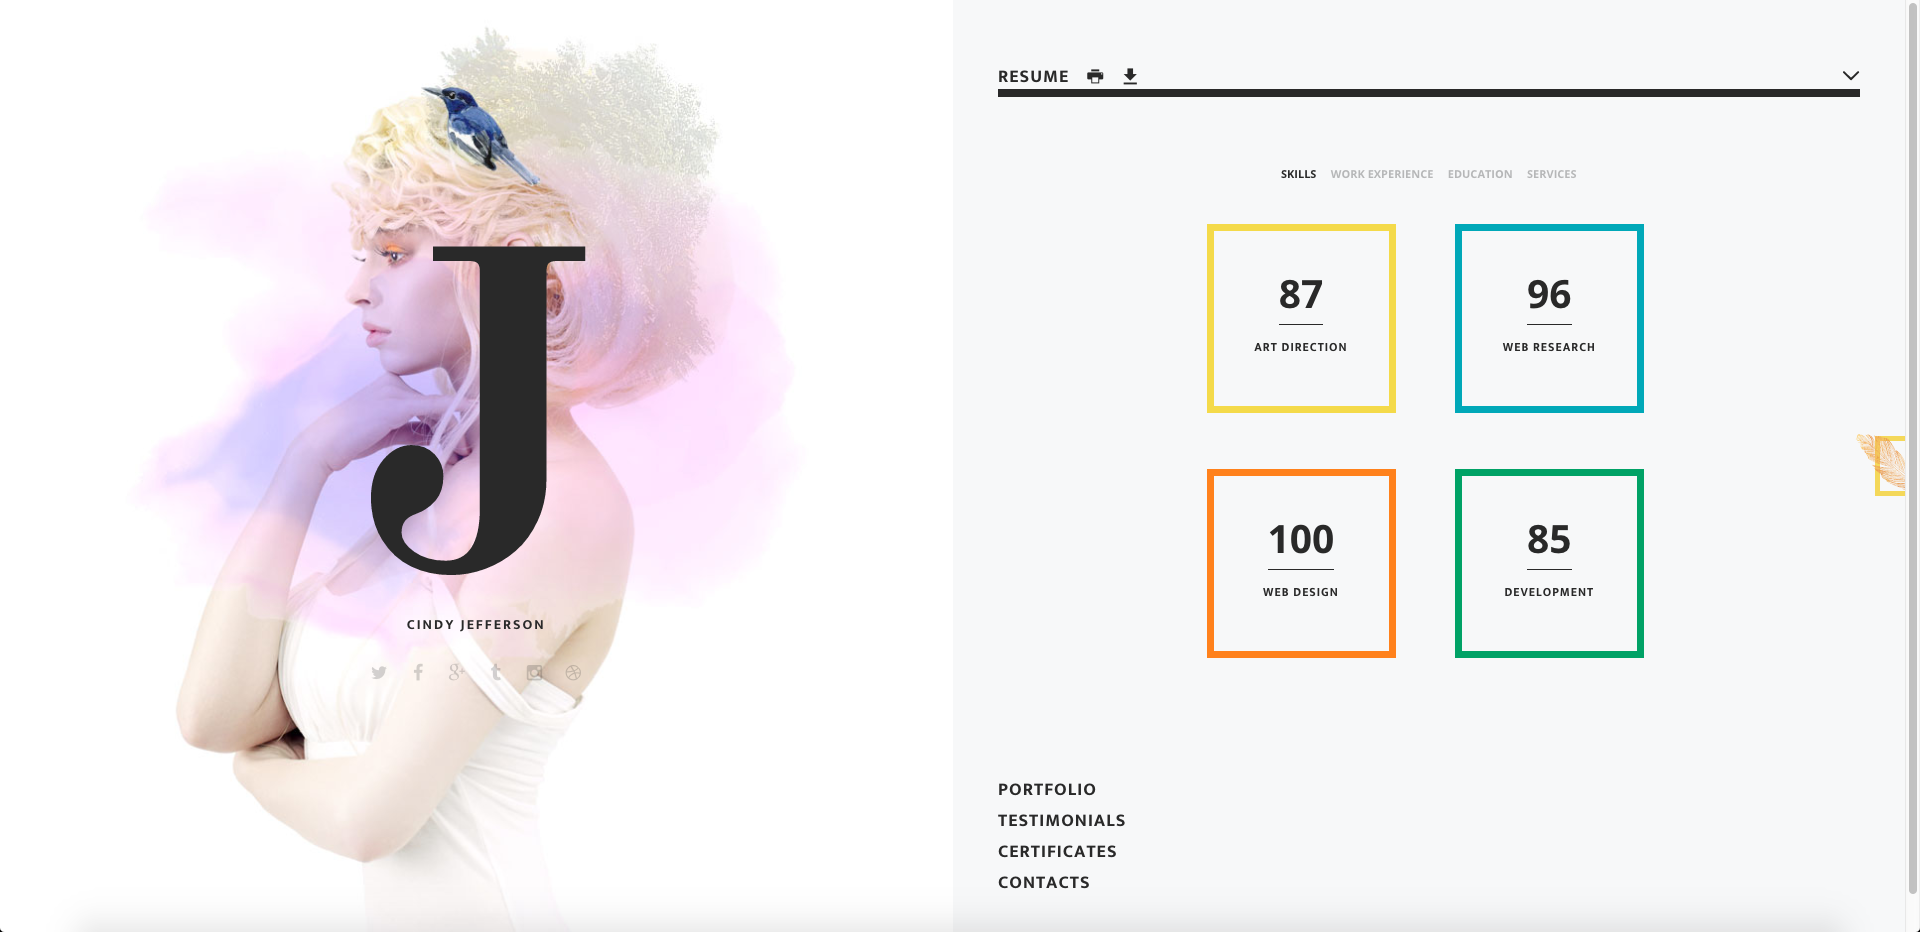 J
CINDY JEFFERSON
RESUME
SKILLS WORK EXPERIENCE EDUCATION SERVICES
87
ART DIRECTION
96
WEB RESEARCH
100
WEB DESIGN
85
DEVELOPMENT
PORTFOLIO
TESTIMONIALS
CERTIFICATES
CONTACTS